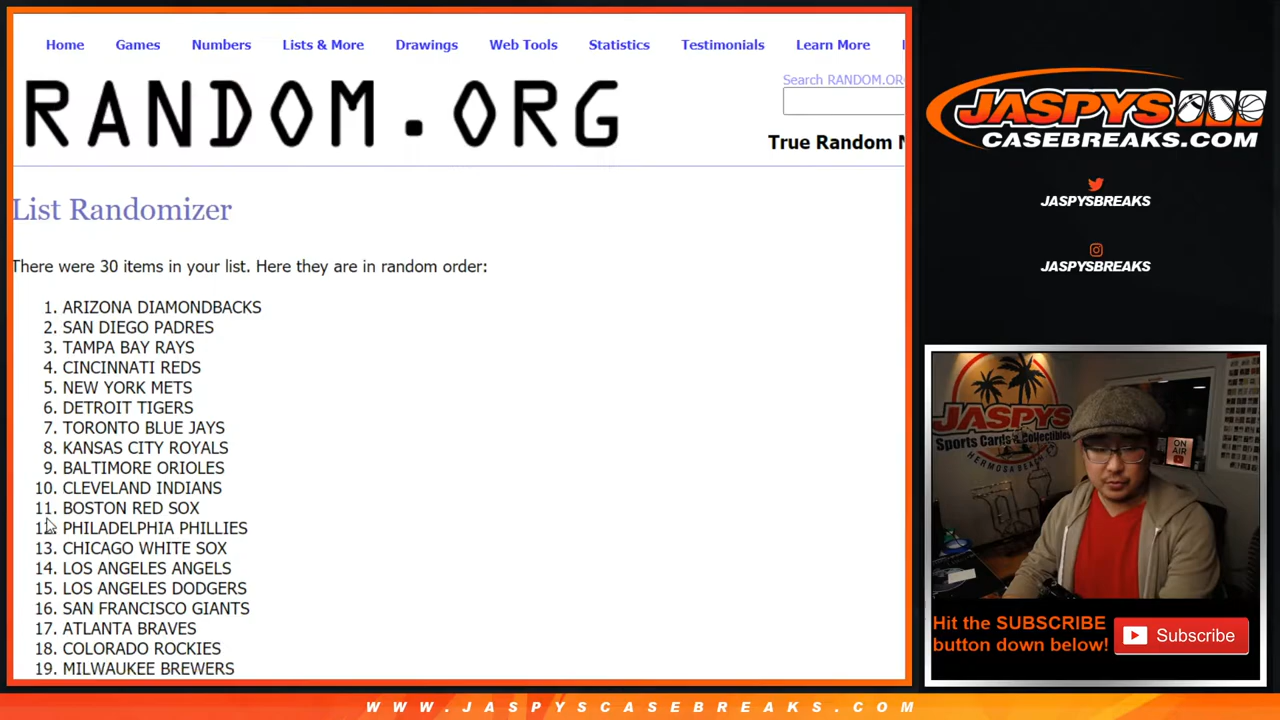 Home Games Numbers Lists & More Drawings Web Tools Statistics Testimonials Learn More
RANDOM.ORG
Search RANDOM.OR
True Random
List Randomizer
There were 30 items in your list. Here they are in random order:
1. ARIZONA DIAMONDBACKS
2. SAN DIEGO PADRES
3. TAMPA BAY RAYS
4. CINCINNATI REDS
5. NEW YORK METS
6. DETROIT TIGERS
7. TORONTO BLUE JAYS
8. KANSAS CITY ROYALS
9. BALTIMORE ORIOLES
10. CLEVELAND INDIANS
11. BOSTON RED SOX
12. PHILADELPHIA PHILLIES
13. CHICAGO WHITE SOX
14. LOS ANGELES ANGELS
15. LOS ANGELES DODGERS
16. SAN FRANCISCO GIANTS
17. ATLANTA BRAVES
18. COLORADO ROCKIES
19. MILWAUKEE BREWERS
JASPYS
CASEBREAKS.COM
JASPYSBREAKS
JASPYSBREAKS
JASPYS
Sports Cards & Collectibles
HERMOSA BEACH
ON AIR
Hit the SUBSCRIBE
button down below!
Subscribe
WWW.JASPYSCASEBREAKS.COM